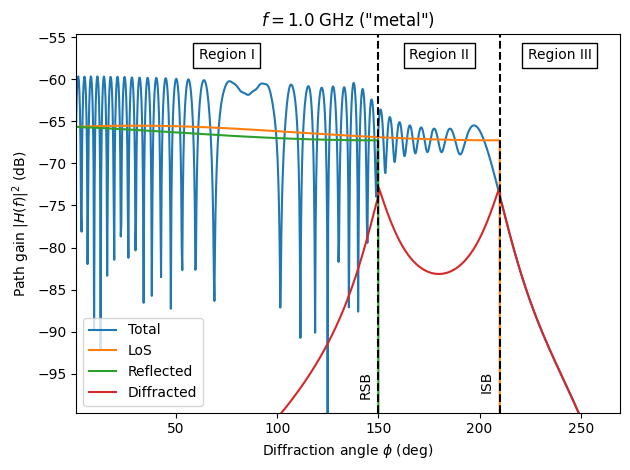 f = 1.0 GHz ("metal")
Region I
Region II
Region III
−55
−60
−65
−70
−75
−80
−85
−90
−95
Path gain |H(f)|² (dB)
Total
LoS
Reflected
Diffracted
RSB
ISB
50
100
150
200
250
Diffraction angle ϕ (deg)